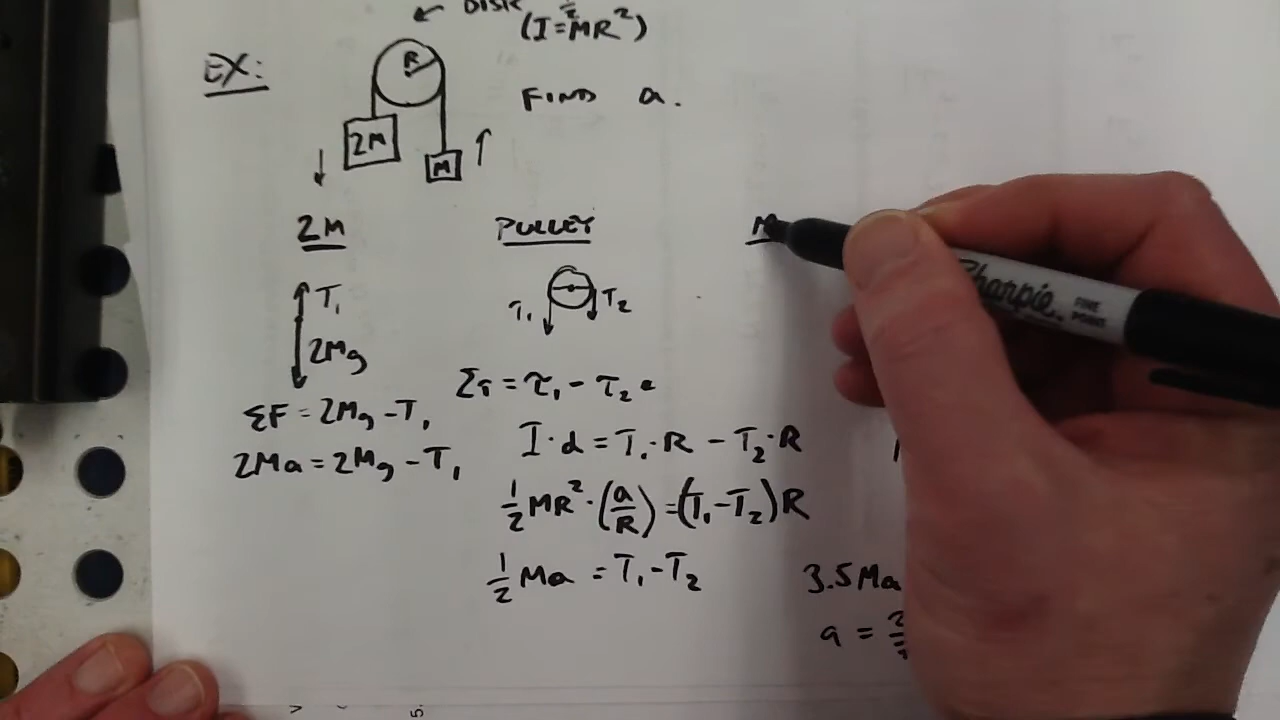 DISK
(I=½MR²)
EX:
R
FIND a.
2M
M
2M
PULLEY
M
T₁
2Mg
T₁
T₂
Sharpie.
FINE
POINT
Στ = τ₁ - τ₂
ΣF = 2Mg - T₁
2Ma = 2Mg - T₁
I·α = T₁·R - T₂·R
½MR²·(a/R) = (T₁-T₂)R
½Ma = T₁-T₂
3.5Ma
a =
5.